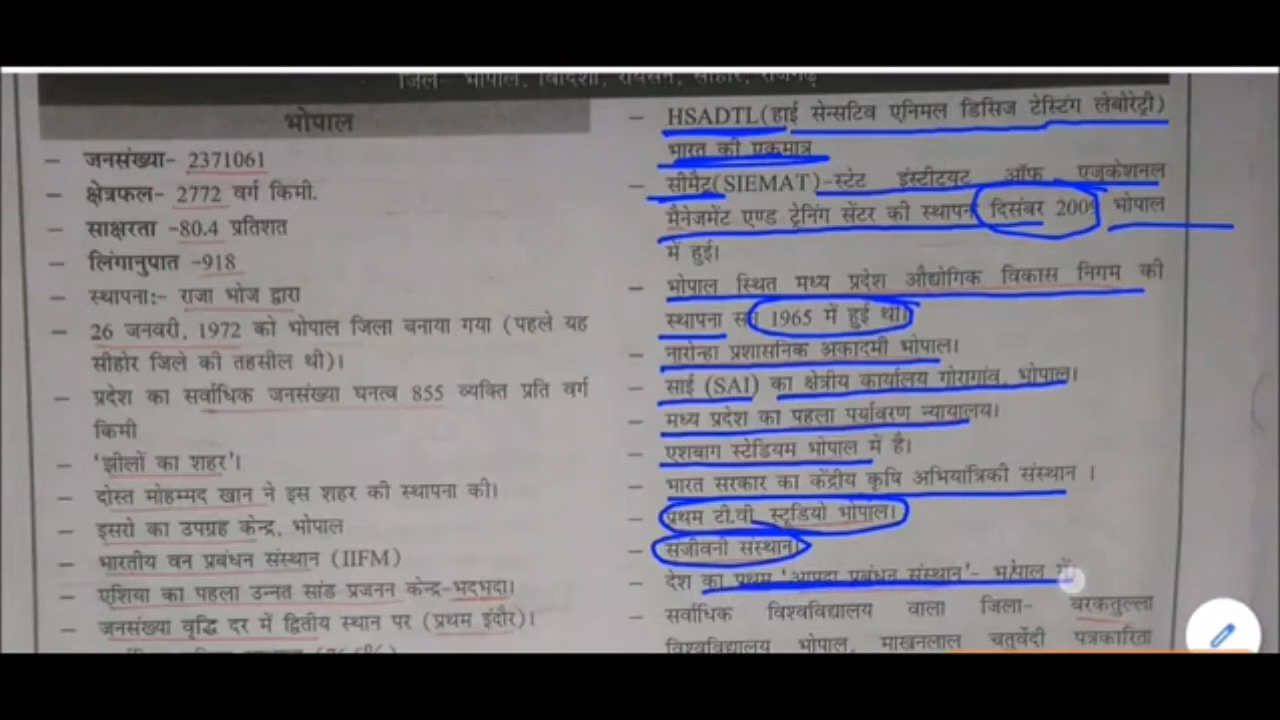 जिले- भोपाल, विदिशा, रायसेन, सीहोर, राजगढ़
भोपाल
– जनसंख्या- 2371061
– क्षेत्रफल- 2772 वर्ग किमी.
– साक्षरता -80.4 प्रतिशत
– लिंगानुपात -918
– स्थापना:- राजा भोज द्वारा
– 26 जनवरी, 1972 को भोपाल जिला बनाया गया (पहले यह
सीहोर जिले की तहसील थी)।
– प्रदेश का सर्वाधिक जनसंख्या घनत्व 855 व्यक्ति प्रति वर्ग
किमी
– 'झीलों का शहर'।
– दोस्त मोहम्मद खान ने इस शहर की स्थापना की।
– इसरो का उपग्रह केन्द्र, भोपाल
– भारतीय वन प्रबंधन संस्थान (IIFM)
– एशिया का पहला उन्नत सांड प्रजनन केन्द्र-भदभदा।
– जनसंख्या वृद्धि दर में द्वितीय स्थान पर (प्रथम इंदौर)।
– HSADTL(हाई सेन्सटिव एनिमल डिसिज टेस्टिंग लेबोरेट्री)
भारत की एकमात्र
– सीमैट(SIEMAT)-स्टेट इंस्टीटयूट ऑफ एजुकेशनल
मैनेजमेंट एण्ड ट्रेनिंग सेंटर की स्थापना दिसंबर भोपाल
में हुई।
– भोपाल स्थित मध्य प्रदेश औद्योगिक विकास निगम की
स्थापना 1965 में हुई थी।
– नारोन्हा प्रशासनिक अकादमी भोपाल।
– साई (SAI) का क्षेत्रीय कार्यालय गोरागांव, भोपाल।
– मध्य प्रदेश का पहला पर्यावरण न्यायालय।
– एशबाग स्टेडियम भोपाल में है।
– भारत सरकार का केंद्रीय कृषि अभियांत्रिकी संस्थान ।
– प्रथम टी.वी. स्टूडियो भोपाल।
– संजीवनी संस्थान।
– देश का प्रथम 'आपदा प्रबंधन संस्थान'- भोपाल में
– सर्वाधिक विश्वविद्यालय वाला जिला- बरकतुल्ला
विश्वविद्यालय भोपाल, माखनलाल चतुर्वेदी पत्रकारिता